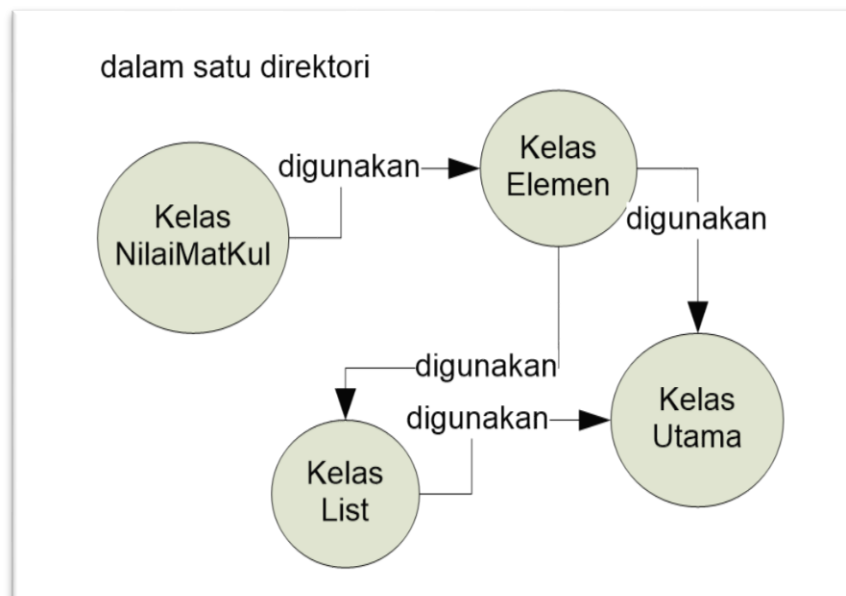 dalam satu direktori
Kelas
NilaiMatKul
digunakan
Kelas
Elemen
digunakan
digunakan
digunakan
Kelas
List
Kelas
Utama